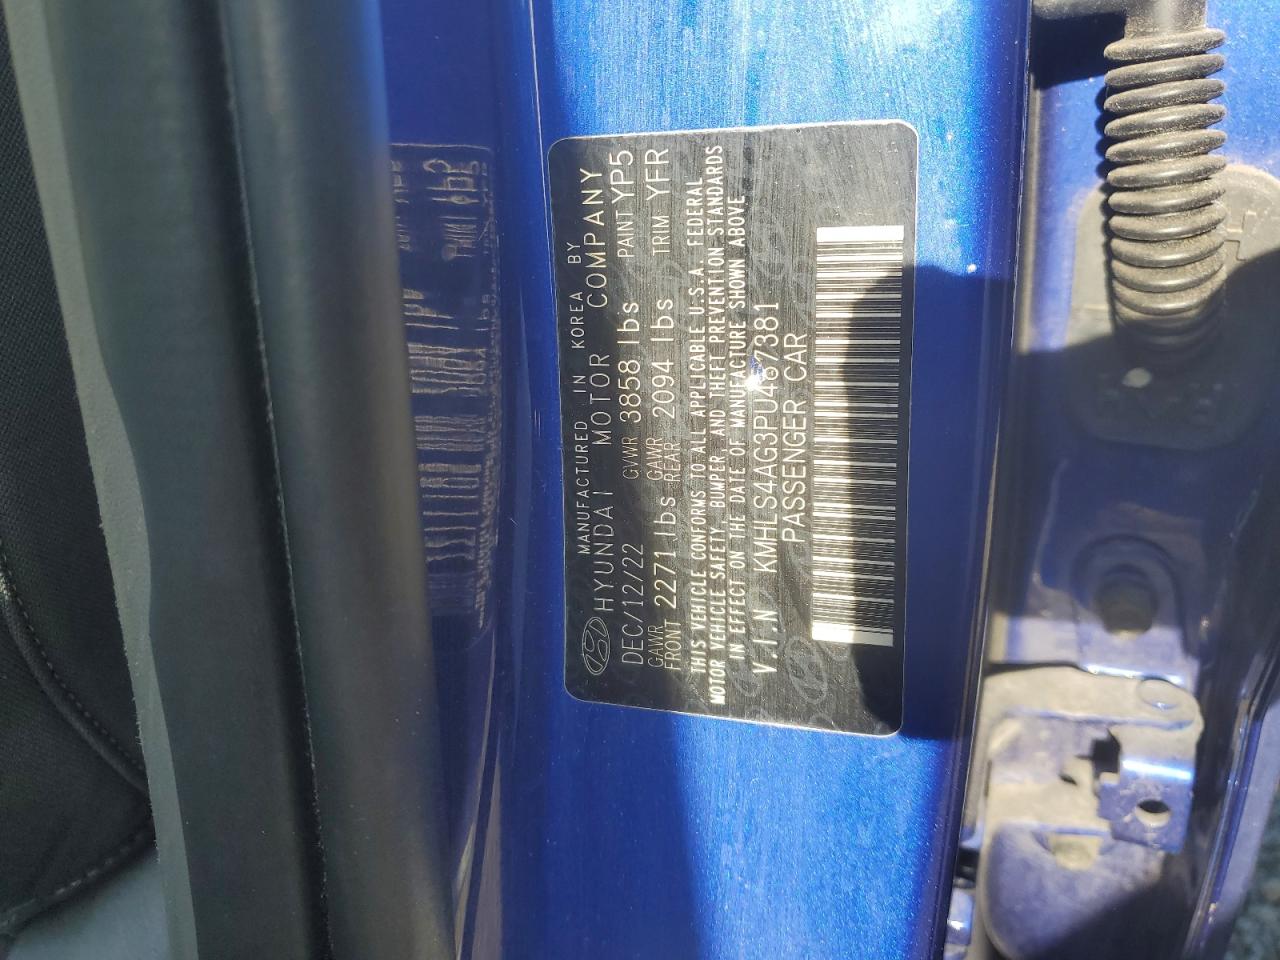 MANUFACTURED IN KOREA BY
HYUNDAI MOTOR COMPANY
DEC/12/22 GVWR 3858 lbs PAINT YP5
GAWR FRONT 2271 lbs GAWR REAR 2094 lbs TRIM YFR
THIS VEHICLE CONFORMS TO ALL APPLICABLE U.S.A. FEDERAL
MOTOR VEHICLE SAFETY, BUMPER, AND THEFT PREVENTION STANDARDS
IN EFFECT ON THE DATE OF MANUFACTURE SHOWN ABOVE
V.I.N KMHLS4AG3PU467381
PASSENGER CAR